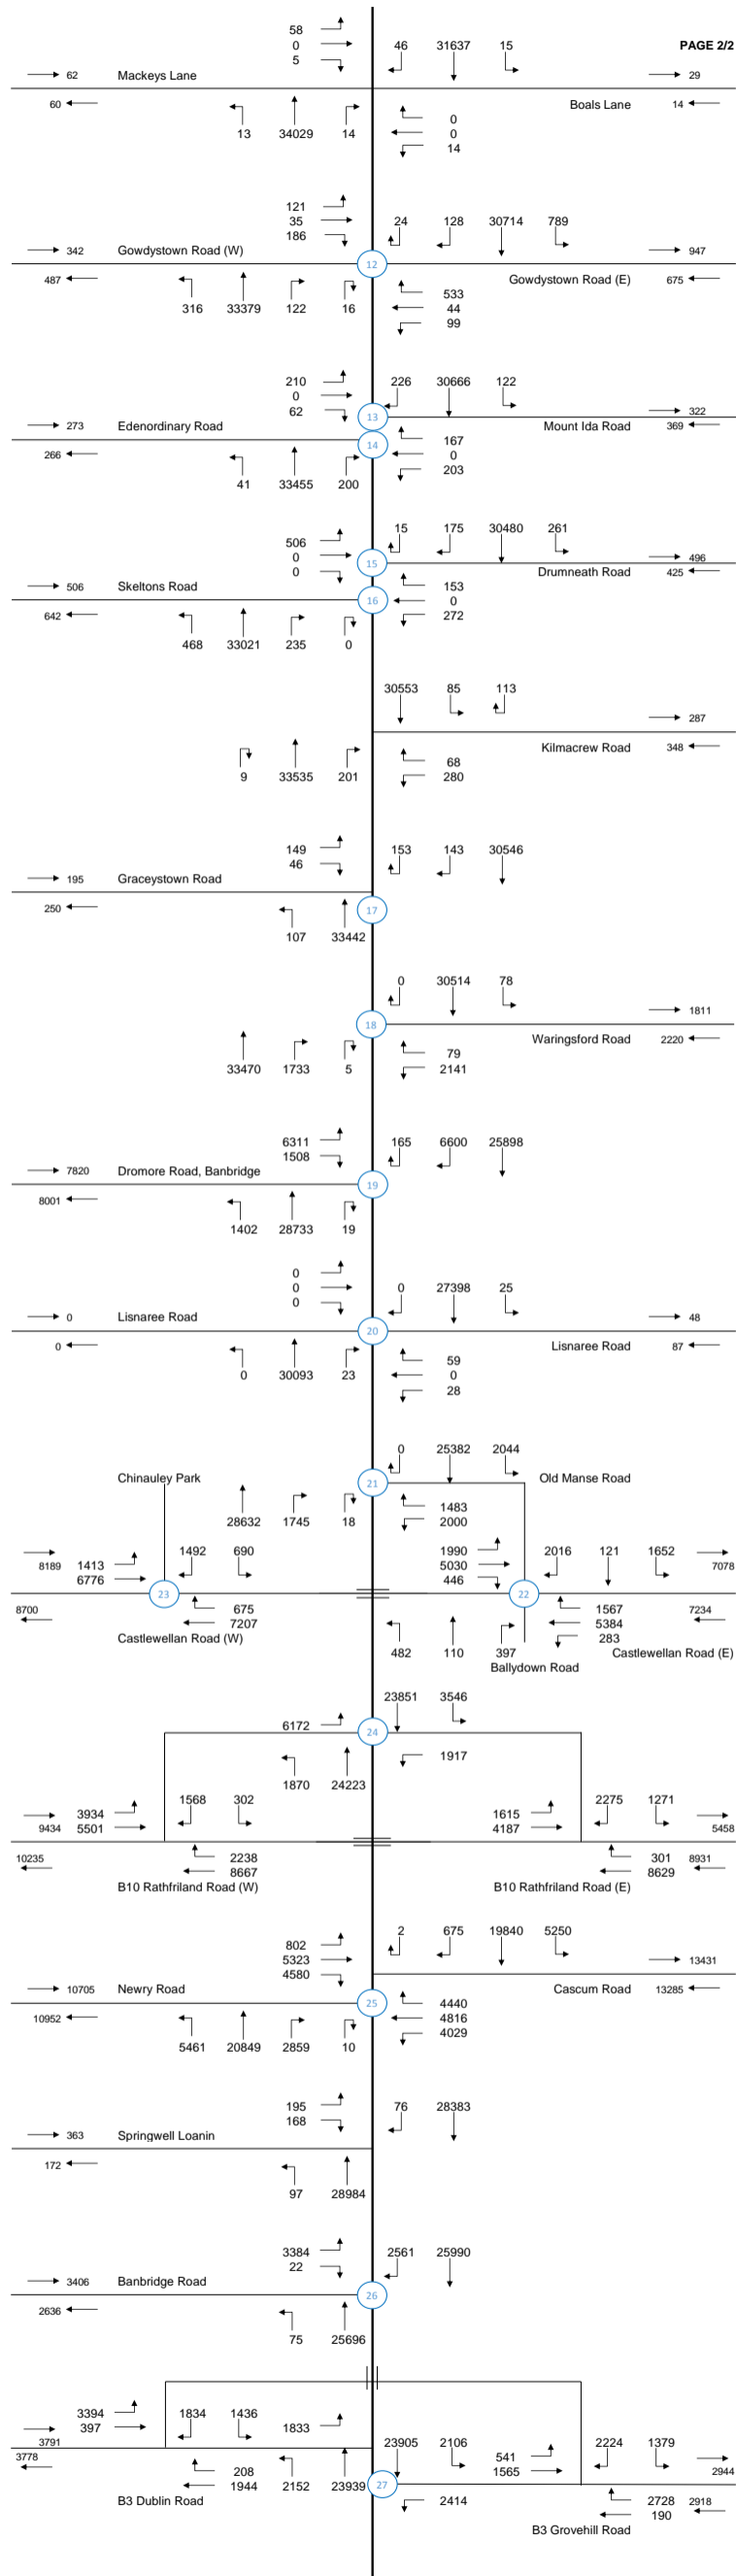 58
0
5
46 31637 15
PAGE 2/2
62 Mackeys Lane 29
60 Boals Lane 14
13 34029 14
0
0
14
121
35
186
24 128 30714 789
342 Gowdystown Road (W) 947
12
487 Gowdystown Road (E) 675
316 33379 122 16
533
44
99
210
0
62
226 30666 122
13 322
273 Edenordinary Road Mount Ida Road 369
14
266
41 33455 200
167
0
203
506
0
0
15 175 30480 261
15 496
Drumneath Road 425
506 Skeltons Road
16
642
468 33021 235 0
153
0
272
30553 85 113
287
Kilmacrew Road 348
9 33535 201
68
280
149
46
153 143 30546
195 Graceystown Road
250 17
107 33442
0 30514 78
1811
18
Waringsford Road 2220
33470 1733 5
79
2141
6311
1508
165 6600 25898
7820 Dromore Road, Banbridge
19
8001
1402 28733 19
0
0
0
0 27398 25
0 Lisnaree Road 48
20
0 Lisnaree Road 87
0 30093 23
59
0
28
0 25382 2044
Chinauley Park 21 Old Manse Road
28632 1745 18
1483
2000
8189 1413
6776
1492 690
1990
5030
446
2016 121 1652
7078
23 22
8700
675
7207
1567
5384
283
7234
Castlewellan Road (W)
482 110 397 Castlewellan Road (E)
Ballydown Road
23851 3546
6172 24
1870 24223 1917
9434 3934
5501
1568 302
1615
4187
2275 1271
5458
10235
2238
8667
301
8629
8931
B10 Rathfriland Road (W) B10 Rathfriland Road (E)
802
5323
4580
2 675 19840 5250
13431
10705 Newry Road Cascum Road 13285
25
10952
5461 20849 2859 10
4440
4816
4029
195
168
76 28383
363 Springwell Loanin
172
97 28984
3384
22
2561 25990
3406 Banbridge Road
26
2636
75 25696
3394
397
1834 1436 1833
23905 2106
541
1565
2224 1379
3791
3778 2944
27
208
1944
2152 23939
2414
2728
190
2918
B3 Dublin Road
B3 Grovehill Road